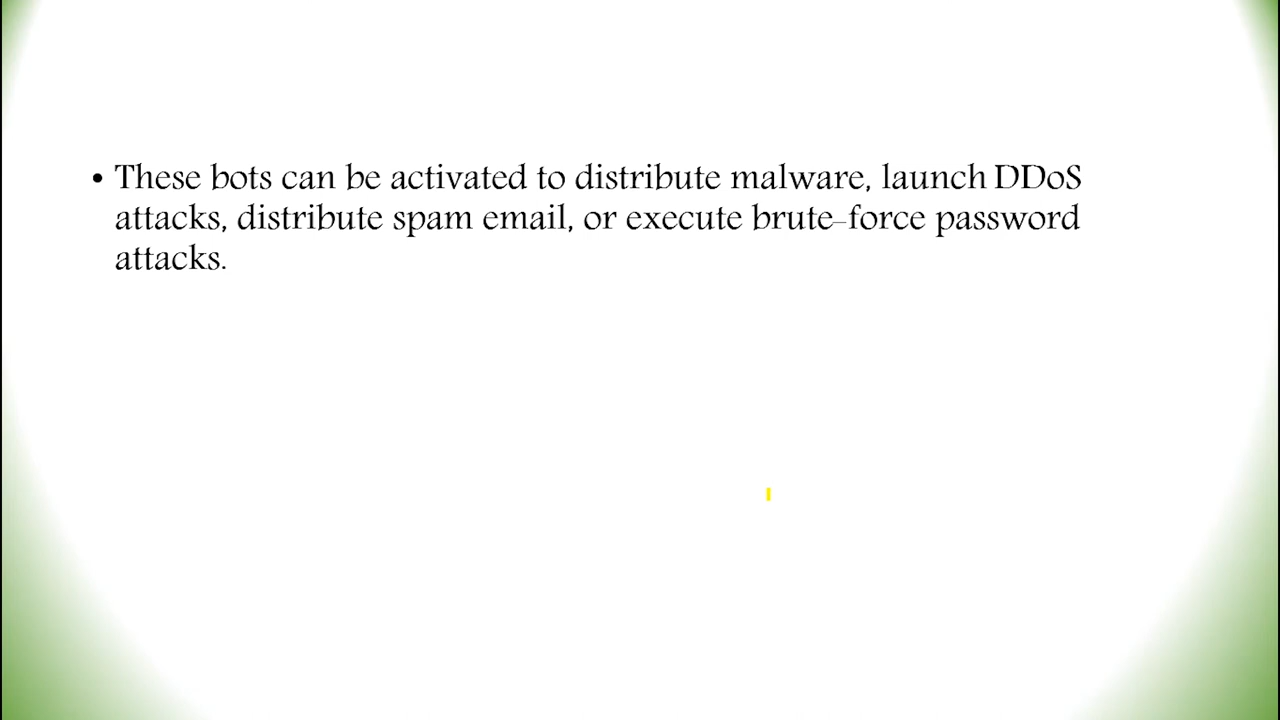 • These bots can be activated to distribute malware, launch DDoS
attacks, distribute spam email, or execute brute-force password
attacks.